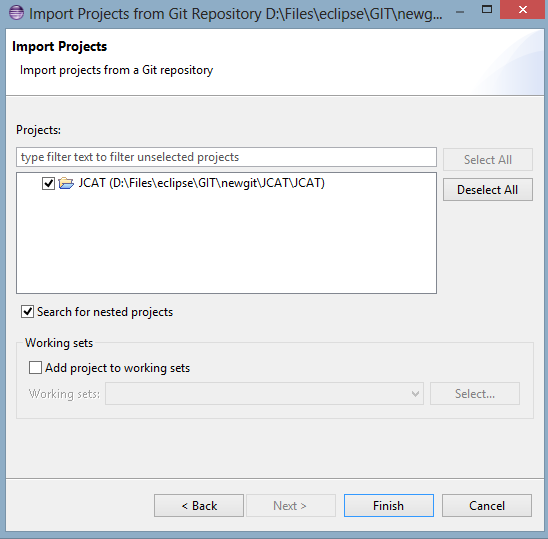 Import Projects from Git Repository D:\Files\eclipse\GIT\newg...
Import Projects
Import projects from a Git repository
Projects:
type filter text to filter unselected projects
Select All
JCAT (D:\Files\eclipse\GIT\newgit\JCAT\JCAT)
Deselect All
Search for nested projects
Working sets
Add project to working sets
Working sets:
Select...
< Back
Next >
Finish
Cancel